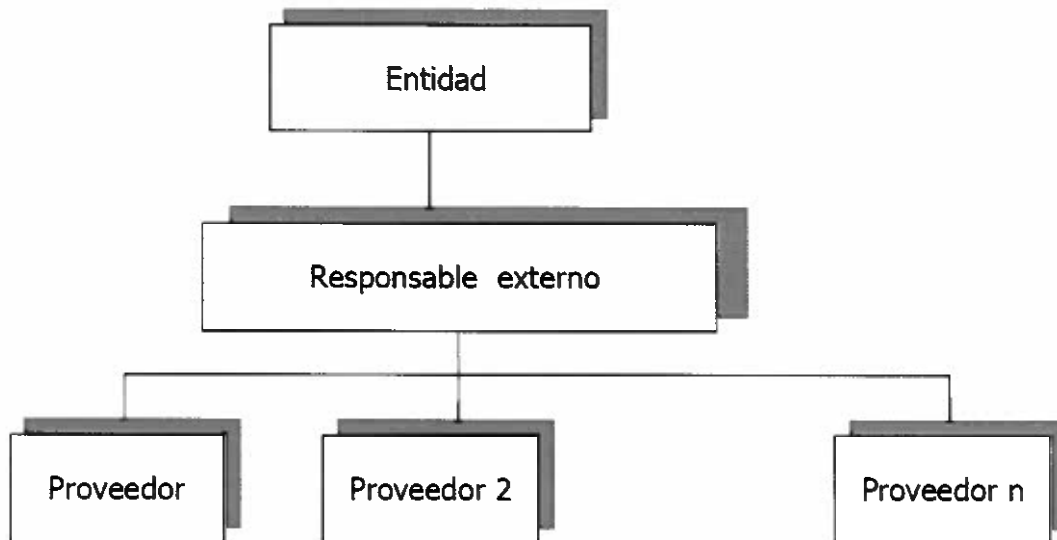 Entidad
Responsable externo
Proveedor
Proveedor 2
Proveedor n